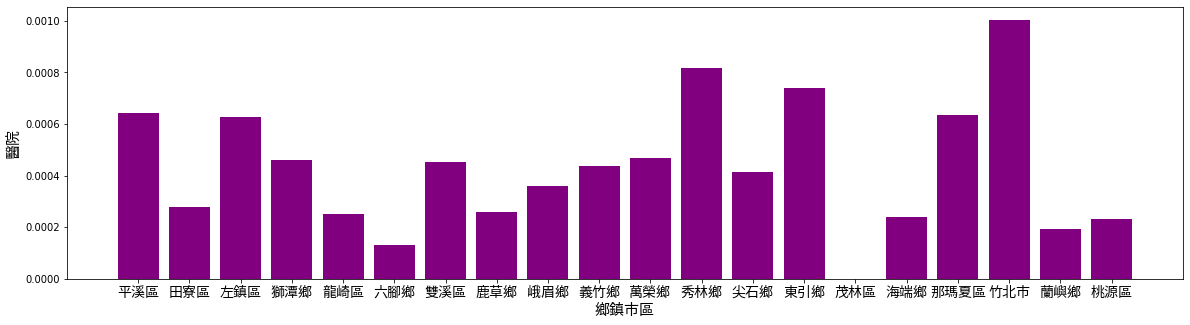 0.0010
0.0008
0.0006
0.0004
0.0002
0.0000
醫院
平溪區 田寮區 左鎮區 獅潭鄉 龍崎區 六腳鄉 雙溪區 鹿草鄉 峨眉鄉 義竹鄉 萬榮鄉 秀林鄉 尖石鄉 東引鄉 茂林區 海端鄉 那瑪夏區 竹北市 蘭嶼鄉 桃源區
鄉鎮市區